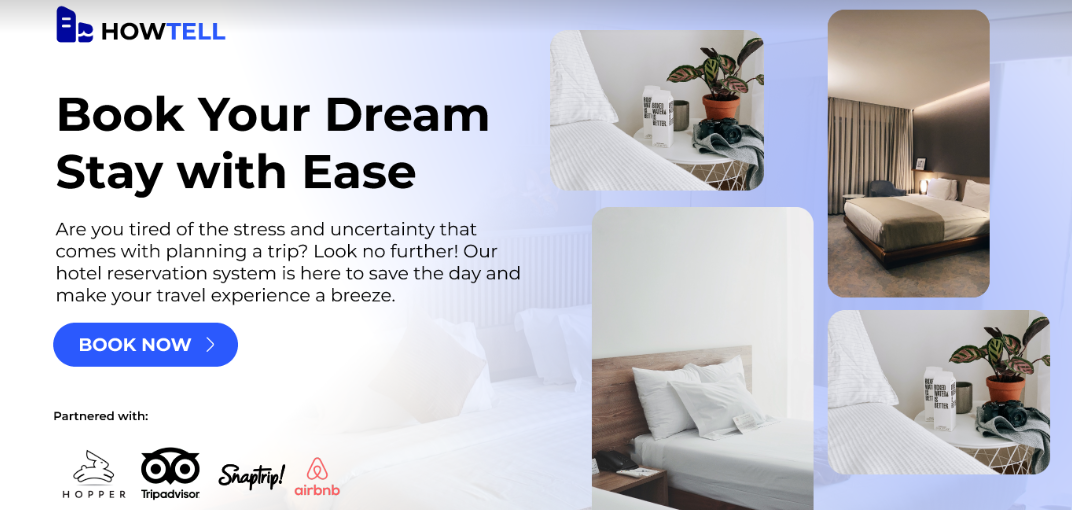 HOWTELL
Book Your Dream
Stay with Ease
Are you tired of the stress and uncertainty that
comes with planning a trip? Look no further! Our
hotel reservation system is here to save the day and
make your travel experience a breeze.
BOOK NOW
Partnered with:
HOPPER
Tripadvisor
Snaptrip!
airbnb